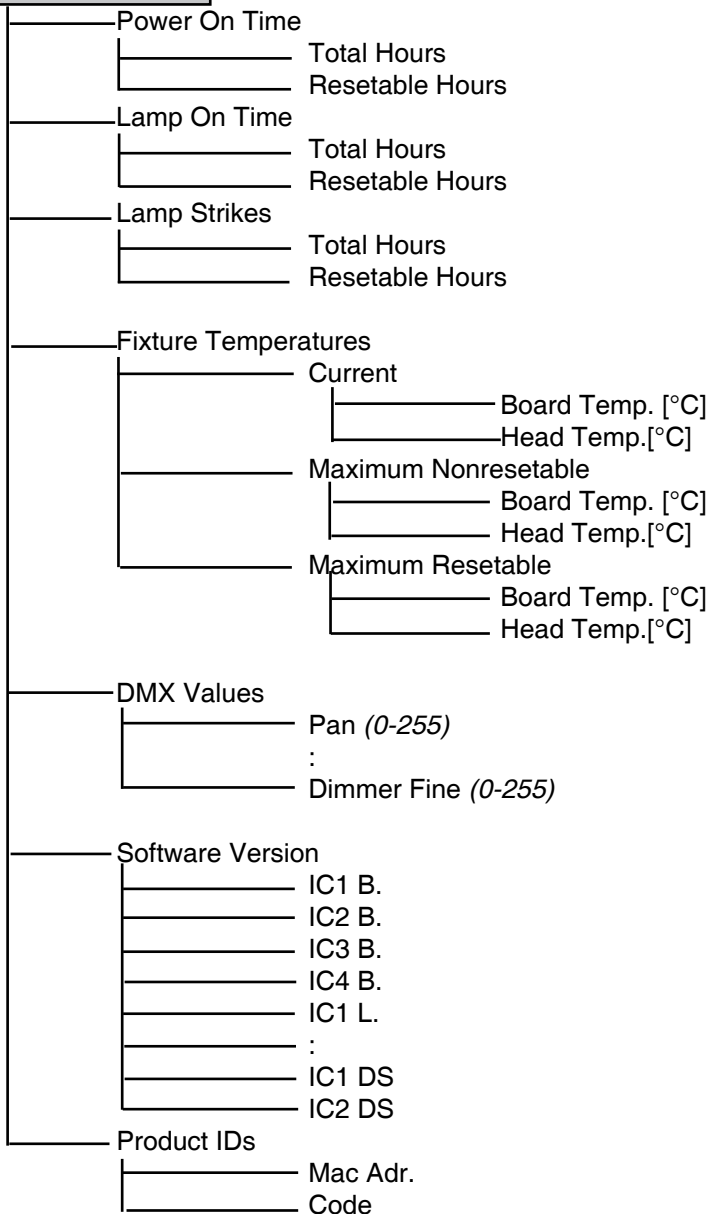 Power On Time
Total Hours
Resetable Hours
Lamp On Time
Total Hours
Resetable Hours
Lamp Strikes
Total Hours
Resetable Hours
Fixture Temperatures
Current
Board Temp. [°C]
Head Temp.[°C]
Maximum Nonresetable
Board Temp. [°C]
Head Temp.[°C]
Maximum Resetable
Board Temp. [°C]
Head Temp.[°C]
DMX Values
Pan (0-255)
:
Dimmer Fine (0-255)
Software Version
IC1 B.
IC2 B.
IC3 B.
IC4 B.
IC1 L.
:
IC1 DS
IC2 DS
Product IDs
Mac Adr.
Code